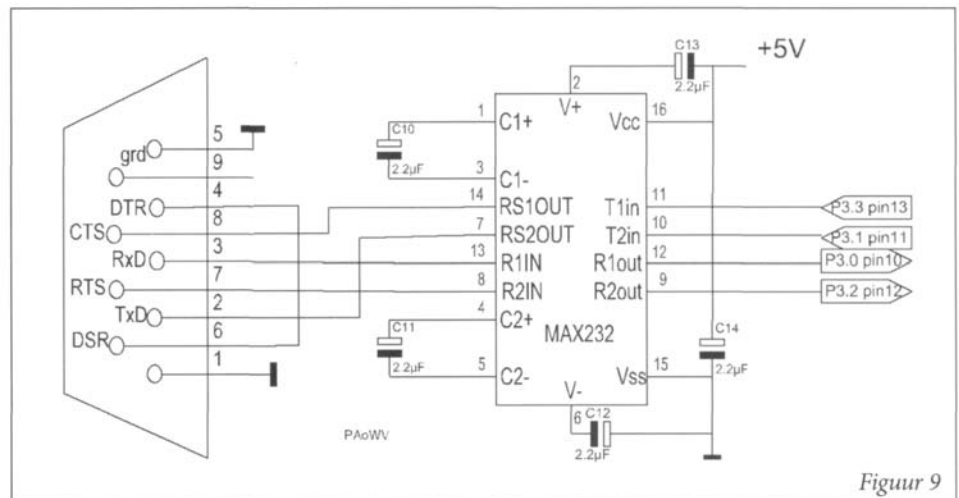 grd
5
9
DTR
4
CTS
8
RxD
3
RTS
7
TxD
2
DSR
6
1
PAoWV
C10
2.2µF
C11
2.2µF
1
C1+
3
C1-
14
RS1OUT
7
RS2OUT
13
R1IN
8
R2IN
4
C2+
5
C2-
2
V+
Vcc
16
T1in
11
T2in
10
R1out
12
R2out
9
MAX232
Vss
15
V-
6
C12
2.2µF
C13
2.2µF
+5V
P3.3 pin13
P3.1 pin11
P3.0 pin10
P3.2 pin12
C14
2.2µF
Figuur 9